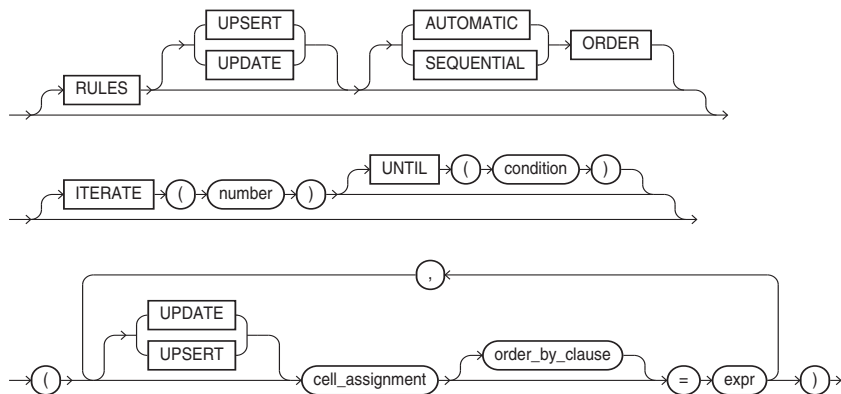 UPSERT AUTOMATIC
UPDATE SEQUENTIAL ORDER
RULES
ITERATE ( number ) UNTIL ( condition )
,
UPDATE
UPSERT
( cell_assignment order_by_clause = expr )